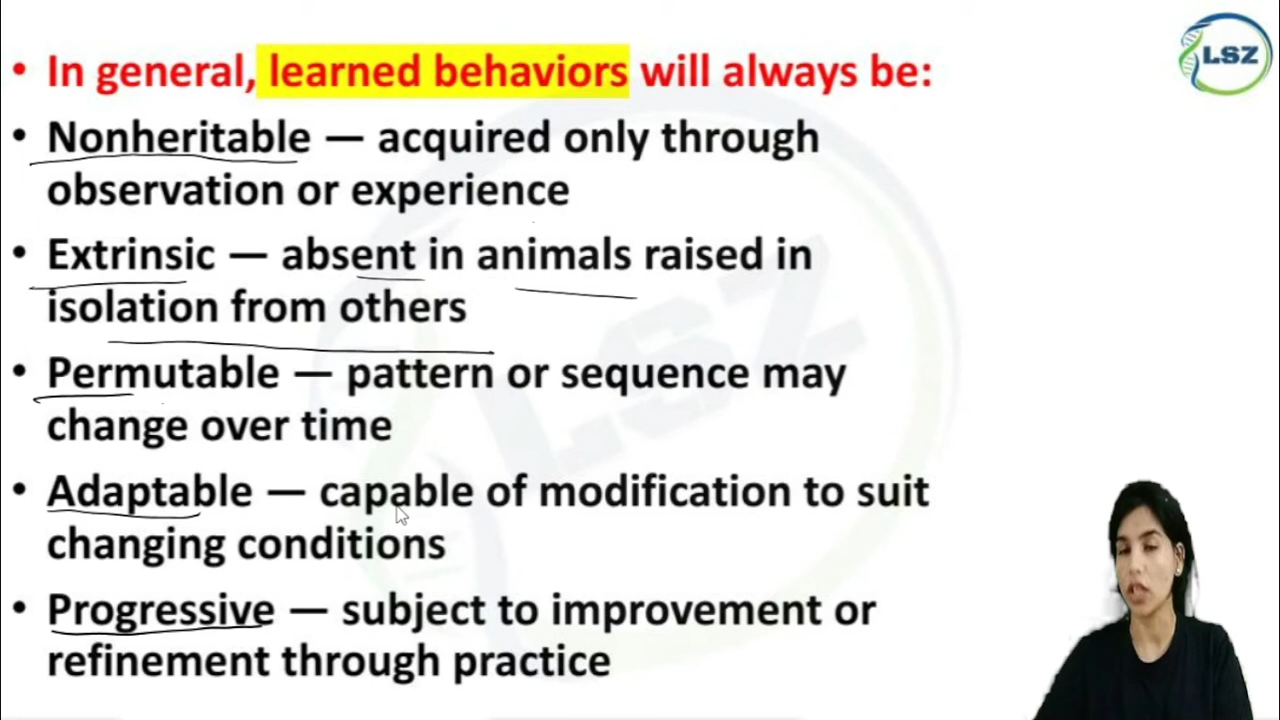 • In general, learned behaviors will always be:
• Nonheritable — acquired only through
observation or experience
• Extrinsic — absent in animals raised in
isolation from others
• Permutable — pattern or sequence may
change over time
• Adaptable — capable of modification to suit
changing conditions
• Progressive — subject to improvement or
refinement through practice
LSZ
LSZ